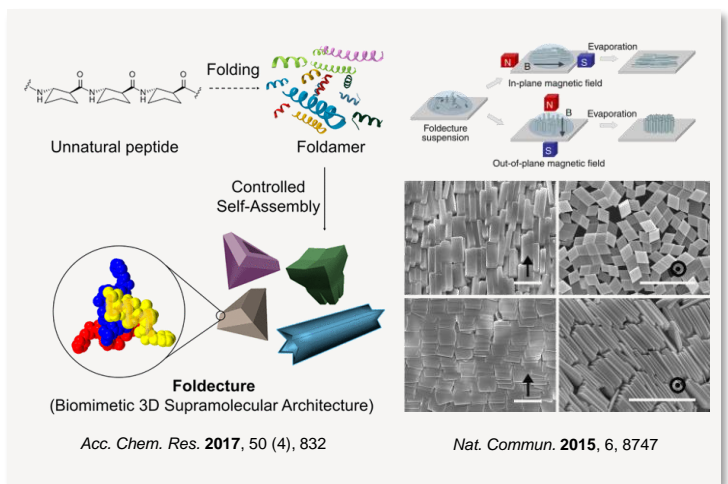 O
O
O
N
H
N
H
N
H
Folding
Unnatural peptide
Foldamer
Controlled
Self-Assembly
Foldecture
(Biomimetic 3D Supramolecular Architecture)
Acc. Chem. Res. 2017, 50 (4), 832
N
B
S
Evaporation
In-plane magnetic field
Foldecture
suspension
N
B
S
Evaporation
Out-of-plane magnetic field
Nat. Commun. 2015, 6, 8747